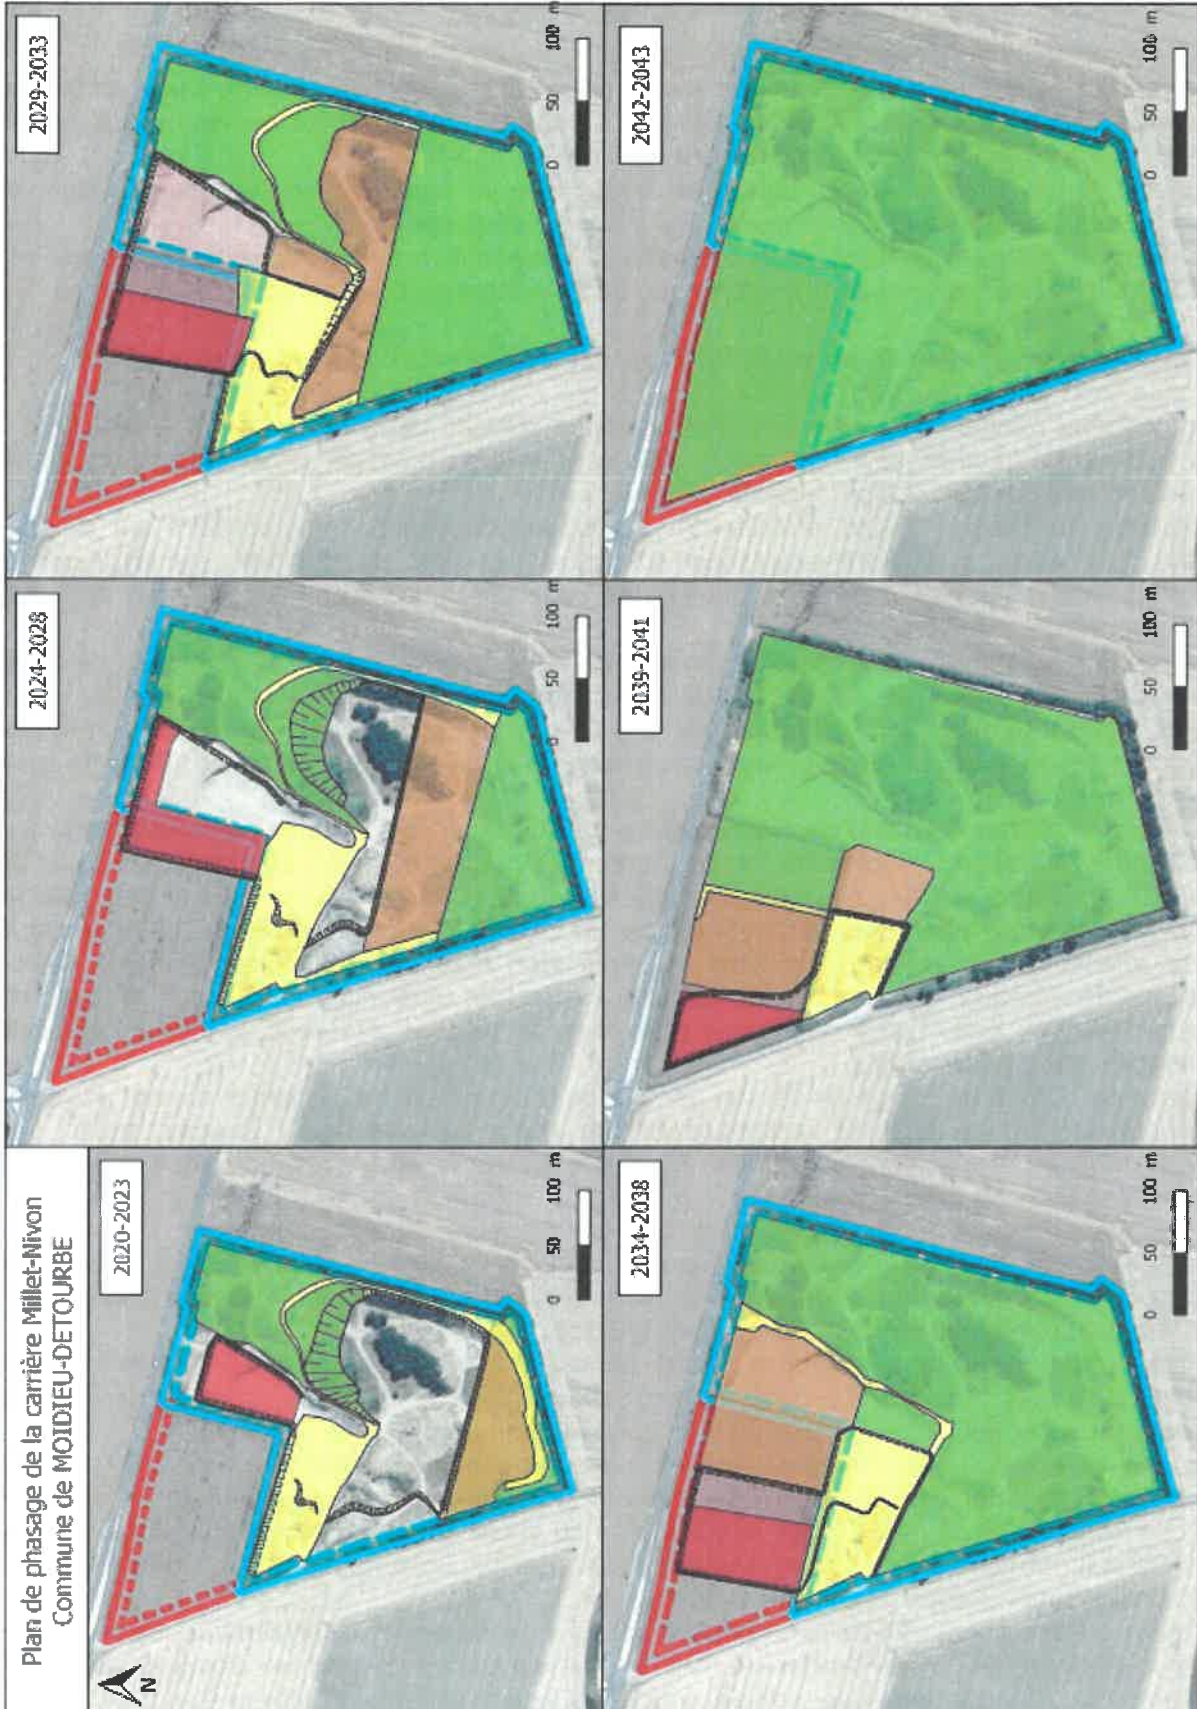 Plan de phasage de la carrière Millet-Nivon
Commune de MOIDIEU-DETOURBE
N
2020-2023
0 50 100 m
2024-2028
0 50 100 m
2029-2033
0 50 100 m
2034-2038
0 50 100 m
2039-2041
0 50 100 m
2042-2043
0 50 100 m